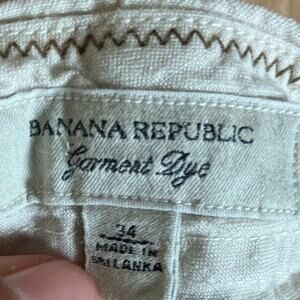 BANANA REPUBLIC
Garment Dye
34
MADE IN
SRI LANKA